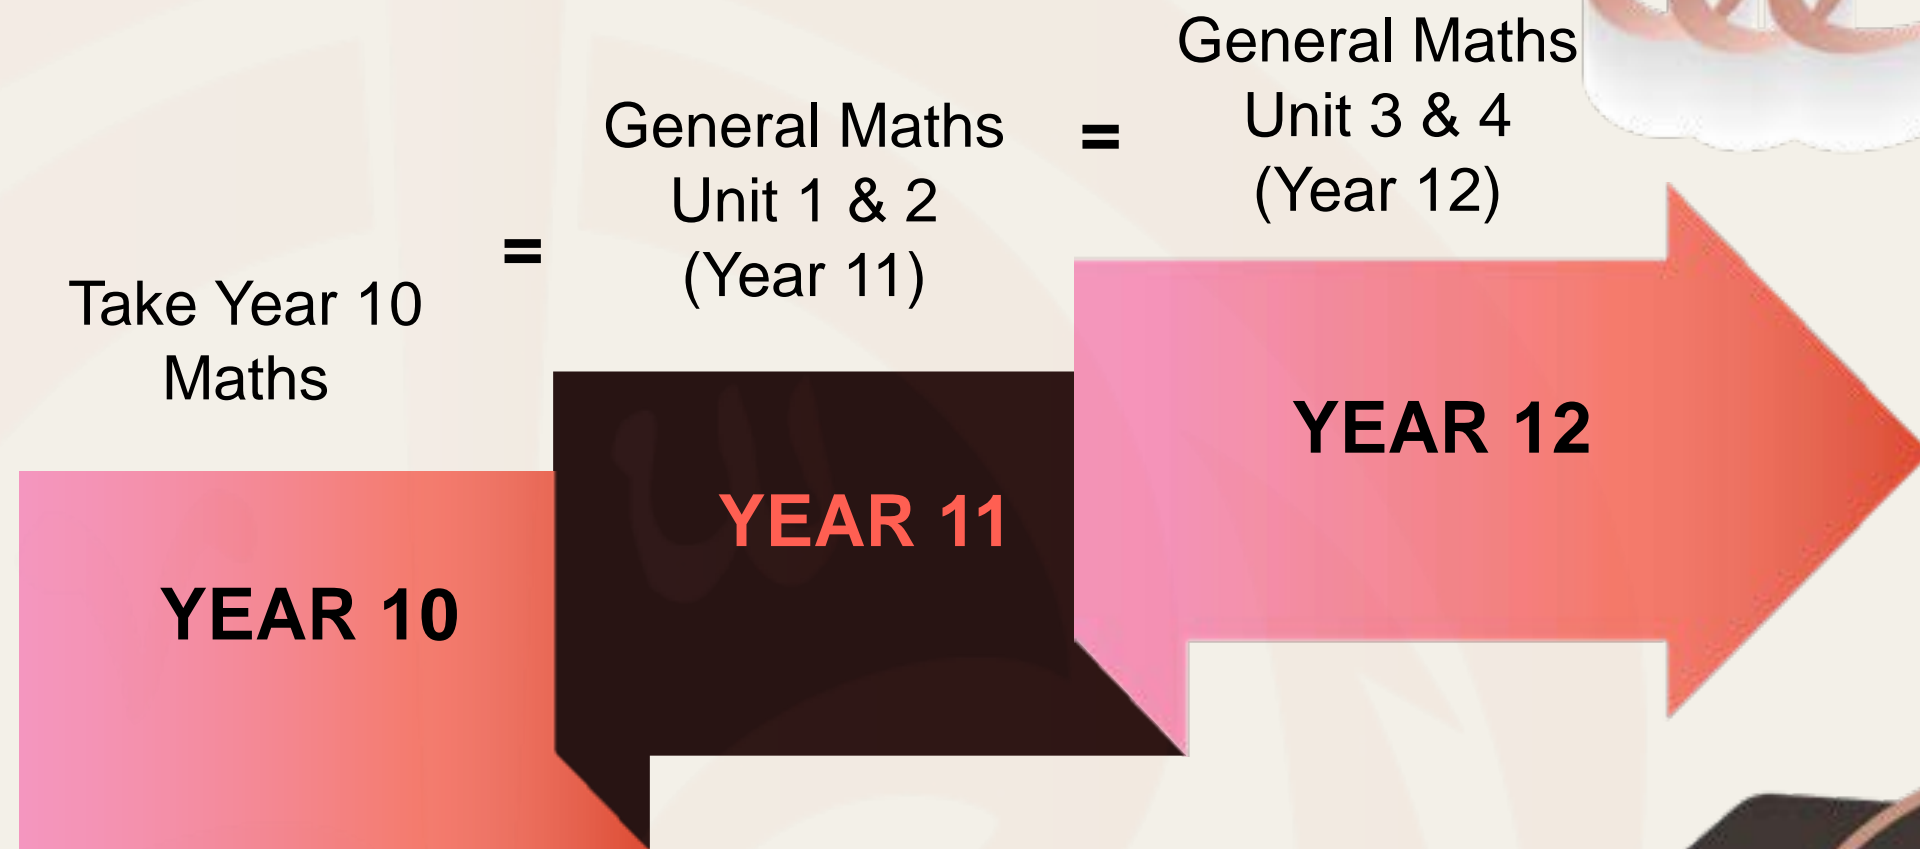 Take Year 10
Maths
=
General Maths
Unit 1 & 2
(Year 11)
=
General Maths
Unit 3 & 4
(Year 12)
YEAR 10
YEAR 11
YEAR 12